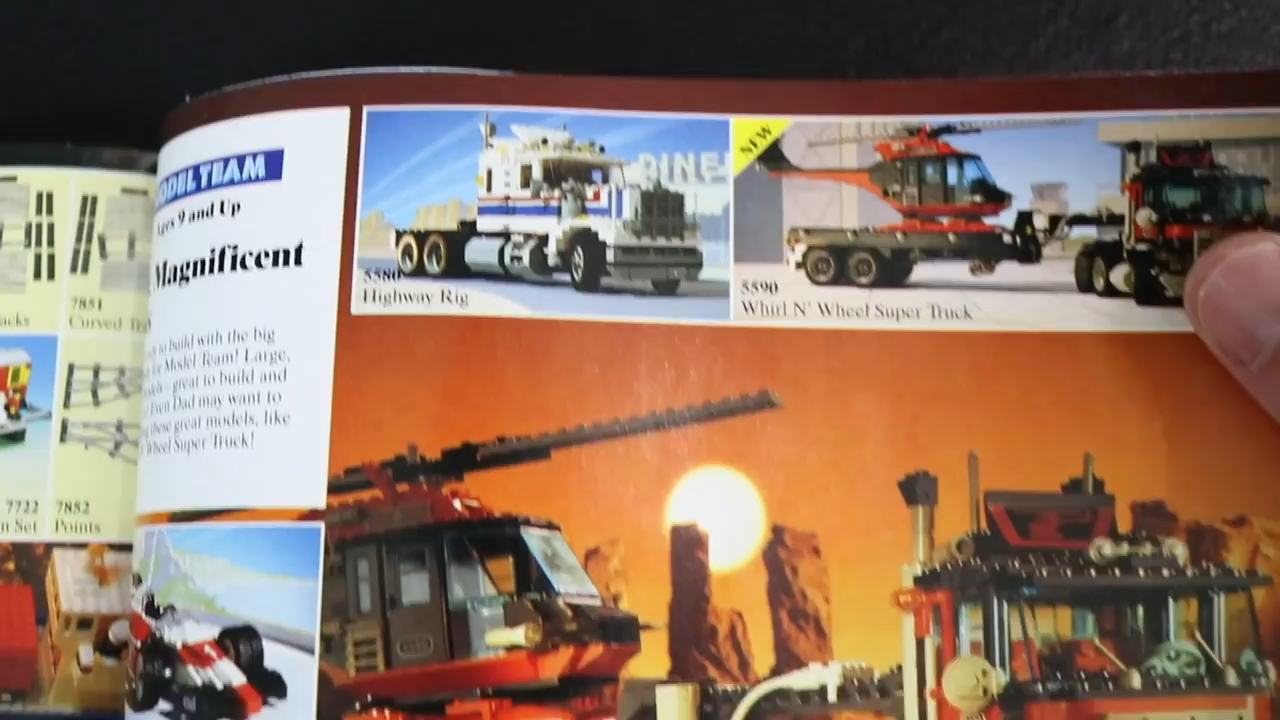 7851
Curved
7722
Set
7852
Points
MODEL TEAM
Ages 9 and Up
Magnificent
to build with the big
for Model Team! Large,
great to build and
Even Dad may want to
these great models, like
Wheel Super Truck!
DINE
5580
Highway Rig
NEW
5590
Whirl N' Wheel Super Truck